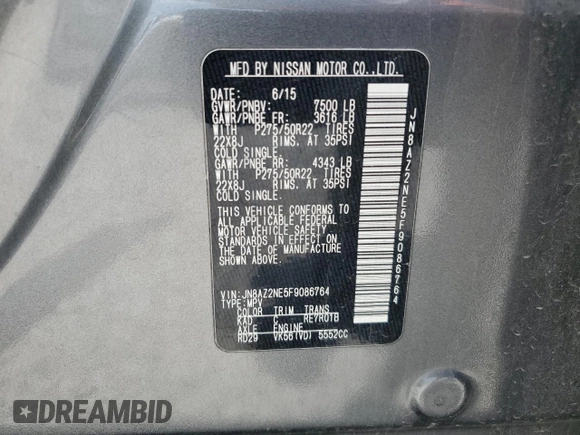 MFD BY NISSAN MOTOR CO.,LTD.
DATE: 6/15
GVWR/PNBV: 7500 LB
GAWR/PNBE FR: 3616 LB
WITH P275/50R22 TIRES
22X8J RIMS. AT 35PSI
COLD SINGLE.
GAWR/PNBE RR: 4343 LB
WITH P275/50R22 TIRES
22X8J RIMS. AT 35PSI
COLD SINGLE.
THIS VEHICLE CONFORMS TO
ALL APPLICABLE FEDERAL
MOTOR VEHICLE SAFETY
STANDARDS IN EFFECT ON
THE DATE OF MANUFACTURE
SHOWN ABOVE.
VIN:JN8AZ2NE5F9086764
TYPE:MPV
COLOR TRIM TRANS
KAD C RE7R01B
AXLE ENGINE
RD29 VK56(VD) 5552CC
JN8AZ2NE5F9086764
DREAMBID